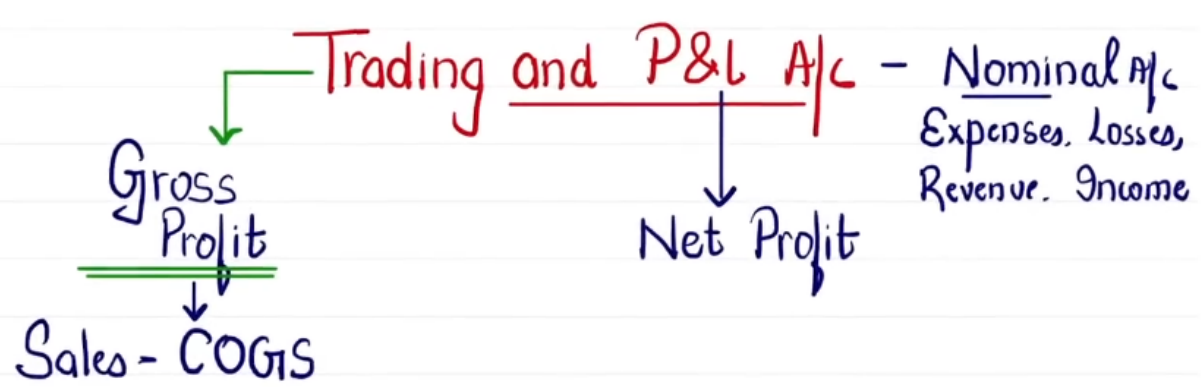 Trading and P&L A/c - Nominal A/c
Expenses. Losses,
Revenue. Income
Gross
Profit
Net Profit
Sales - COGS